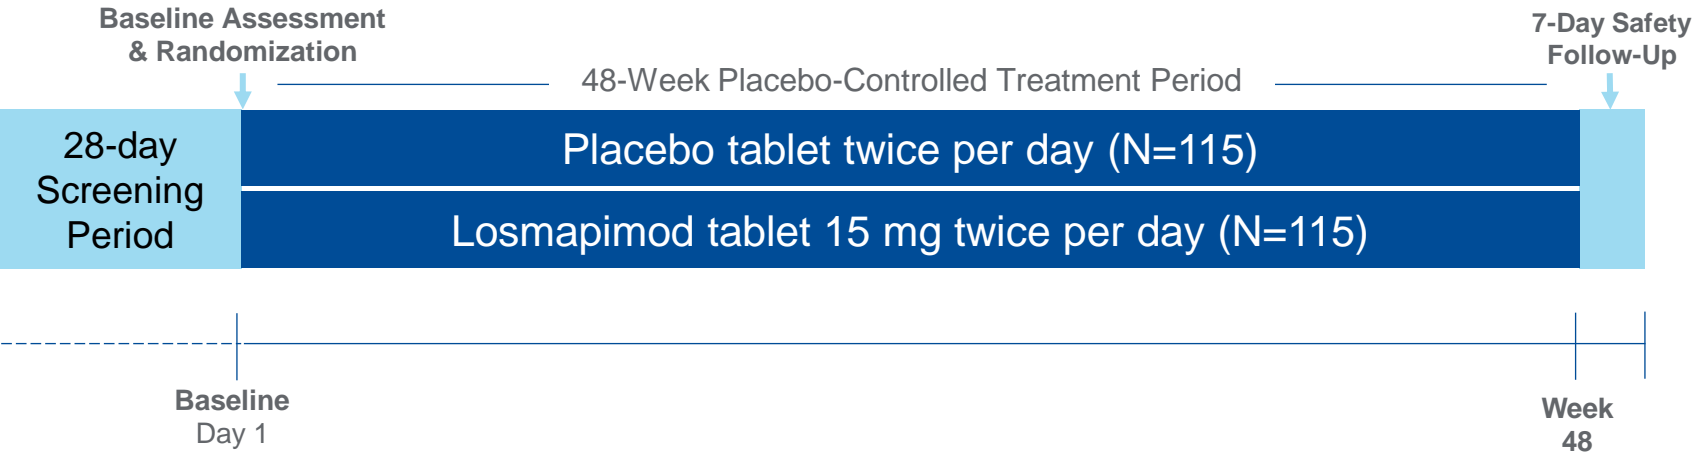 Baseline Assessment
& Randomization
7-Day Safety
Follow-Up
48-Week Placebo-Controlled Treatment Period
28-day
Screening
Period
Placebo tablet twice per day (N=115)
Losmapimod tablet 15 mg twice per day (N=115)
Baseline
Day 1
Week
48